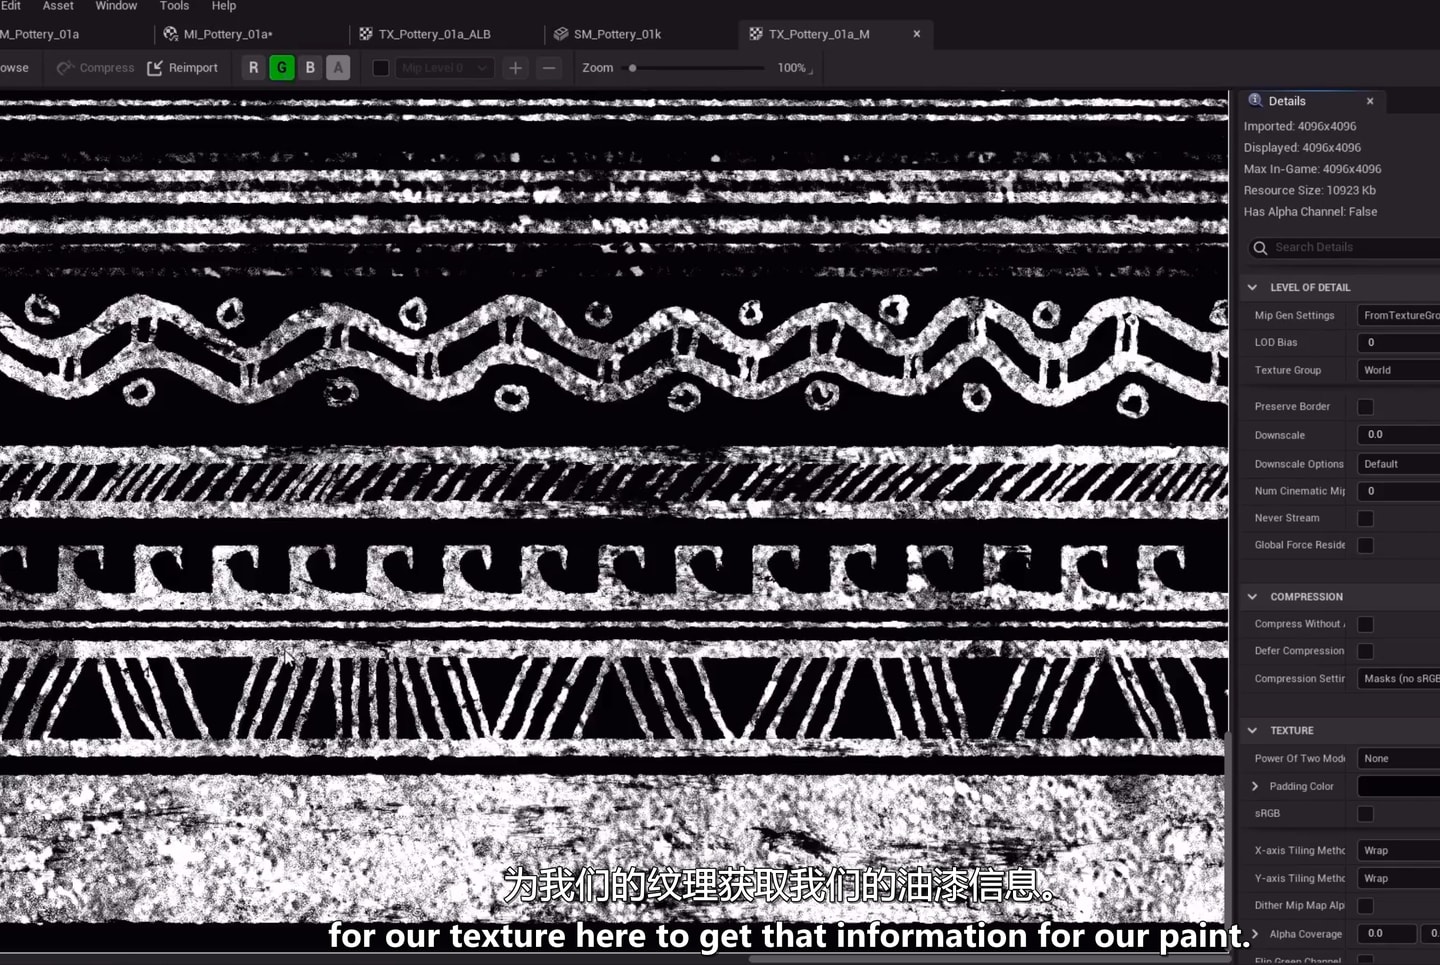 Edit Asset Window Tools Help
M_Pottery_01a MI_Pottery_01a* TX_Pottery_01a_ALB SM_Pottery_01k TX_Pottery_01a_M
owse Compress Reimport R G B A Mip Level 0 Zoom 100%
Details
Imported: 4096x4096
Displayed: 4096x4096
Max In-Game: 4096x4096
Resource Size: 10923 Kb
Has Alpha Channel: False
Search Details
LEVEL OF DETAIL
Mip Gen Settings FromTextureGro
LOD Bias 0
Texture Group World
Preserve Border
Downscale 0.0
Downscale Options Default
Num Cinematic Mip 0
Never Stream
Global Force Reside
COMPRESSION
Compress Without
Defer Compression
Compression Settin Masks (no sRGB
TEXTURE
Power Of Two Mode None
Padding Color
sRGB
X-axis Tiling Metho Wrap
Y-axis Tiling Metho Wrap
Dither Mip Map Alp
Alpha Coverage 0.0 0.
Flip Green Channel
为我们的纹理获取我们的油漆信息。
for our texture here to get that information for our paint.